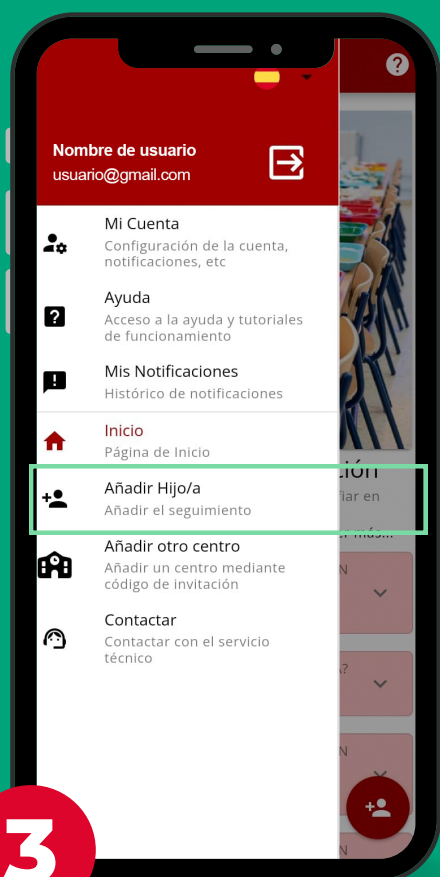 Nombre de usuario
usuario@gmail.com
Mi Cuenta
Configuración de la cuenta,
notificaciones, etc
Ayuda
Acceso a la ayuda y tutoriales
de funcionamiento
Mis Notificaciones
Histórico de notificaciones
Inicio
Página de Inicio
Añadir Hijo/a
Añadir el seguimiento
Añadir otro centro
Añadir un centro mediante
código de invitación
Contactar
Contactar con el servicio
técnico
más...
3